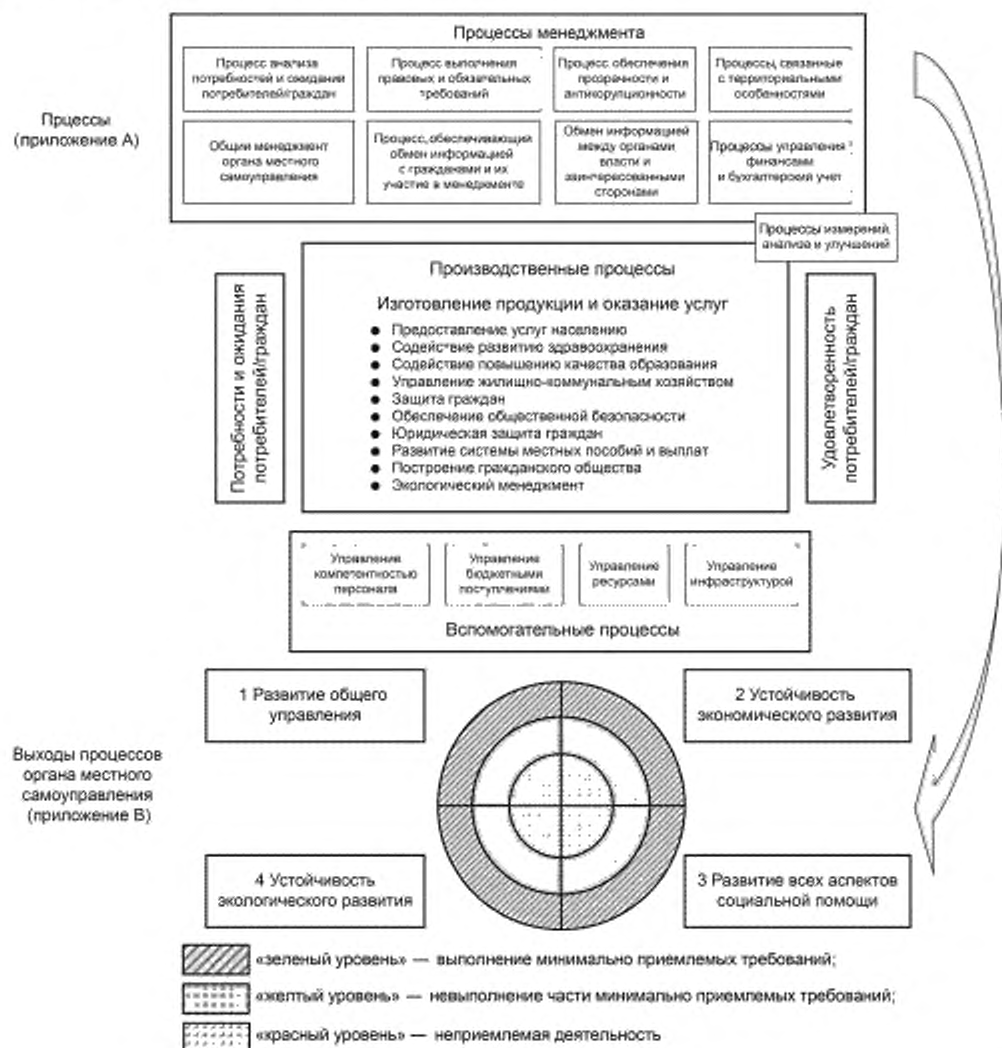 Процессы менеджмента
Процесс анализа
потребностей и ожидании
потребителей/граждан
Процесс выполнения
правовых и обязательных
требований
Процесс обеспечения
прозрачности и
антикорупционности
Процессы, связанные
с территориальными
особенностями
Прцессы
(приложение А)
Общии менеджмент
органа местного
самоуправления
Процесс, обеспечивающии
обмен информацией
с гражданами и их
участие в менеджменте
Обмен информацией
между органами
власти и
заинтересованными
сторонами
Процессы управления
финансами
и бухгалтерский учет
Процессы измерений,
анализа и улучшений
Потребности и ожидания
потребителей/граждан
Производственные процессы
Изготовление продукции и оказание услуг
● Предоставление услуг населению
● Содействие развитию здравоохранения
● Содействие повышению качества образования
● Управление жилищно-коммунальным хозяйством
● Защита граждан
● Обеспечение общественной безопасности
● Юридическая защита граждан
● Развитие системы местных пособий и выплат
● Построение гражданского общества
● Экологический менеджмент
Удовлетворенность
потребителей/граждан
Управление
компетентностью
персонала
Управление
бюджетными
поступлениями
Управление
ресурсами
Управление
инфраструктурой
Вспомогательные процессы
1 Развитие общего
управления
2 Устойчивость
экономического развития
Выходы процессов
органа местного
самоуправления
(приложение В)
4 Устойчивость
экологического развития
3 Развитие всех аспектов
социальной помощи
«зеленый уровень» — выполнение минимально приемлемых требований;
«желтый уровень» — невыполнение части минимально приемлемых требований;
«красный уровень» — неприемлемая деятельность